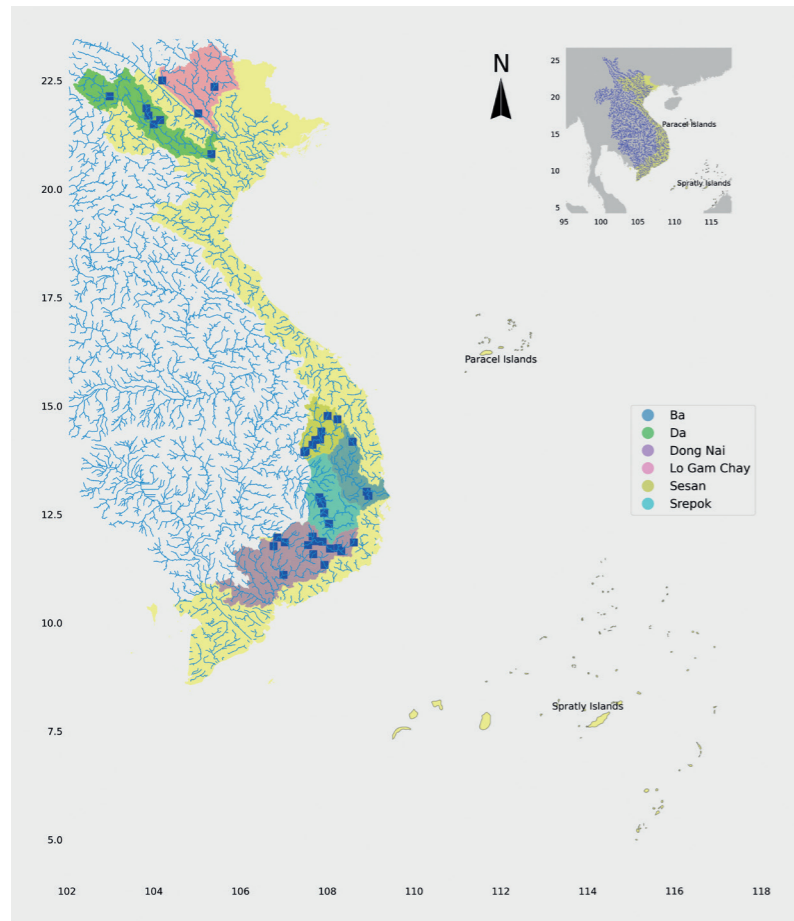 N
22.5
20.0
17.5
15.0
12.5
10.0
7.5
5.0
102 104 106 108 110 112 114 116 118
25
20
15
10
5
95 100 105 110 115
Paracel Islands
Spratly Islands
Paracel Islands
Ba
Da
Dong Nai
Lo Gam Chay
Sesan
Srepok
Spratly Islands